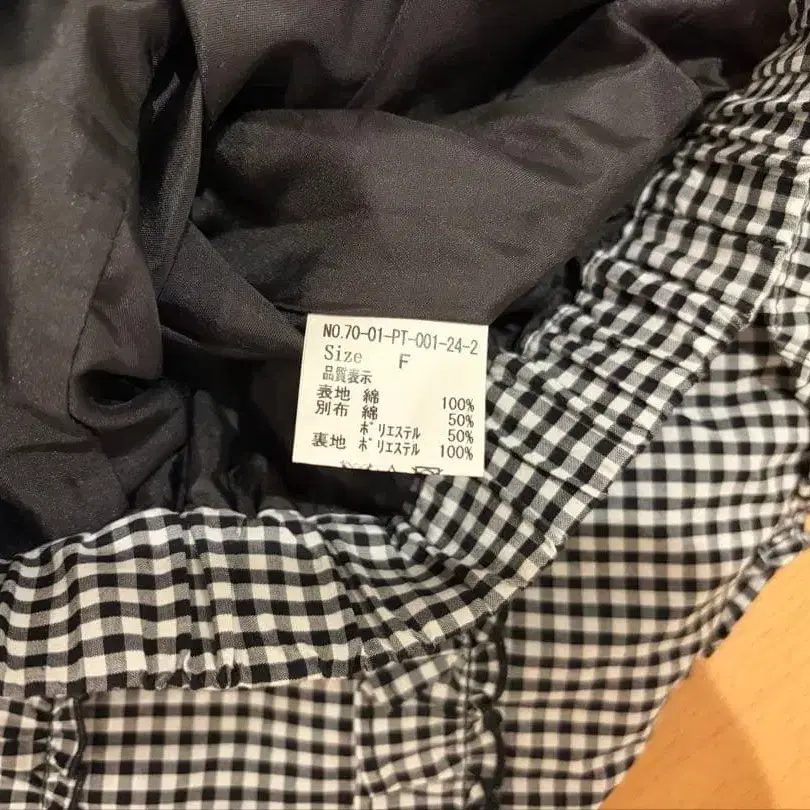 NO.70-01-PT-001-24-2
Size F
品質表示
表地 綿 100%
別布 綿 50%
ﾎﾟﾘｴｽﾃﾙ 50%
裏地 ﾎﾟﾘｴｽﾃﾙ 100%